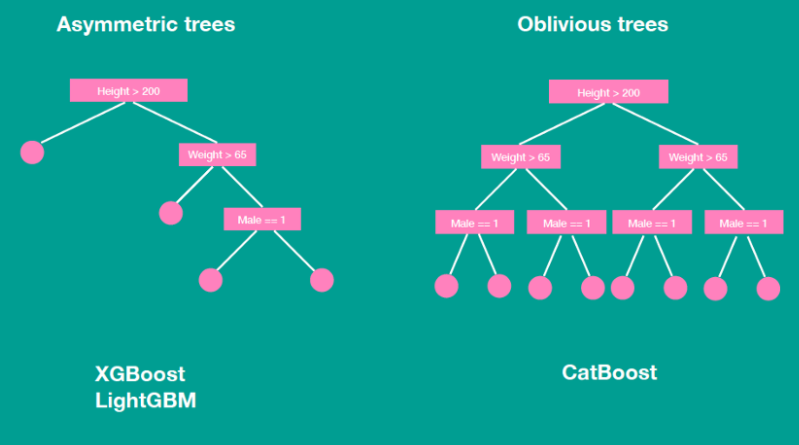 Asymmetric trees
Height > 200
Weight > 65
Male == 1
XGBoost
LightGBM
Oblivious trees
Height > 200
Weight > 65
Weight > 65
Male == 1
Male == 1
Male == 1
Male == 1
CatBoost